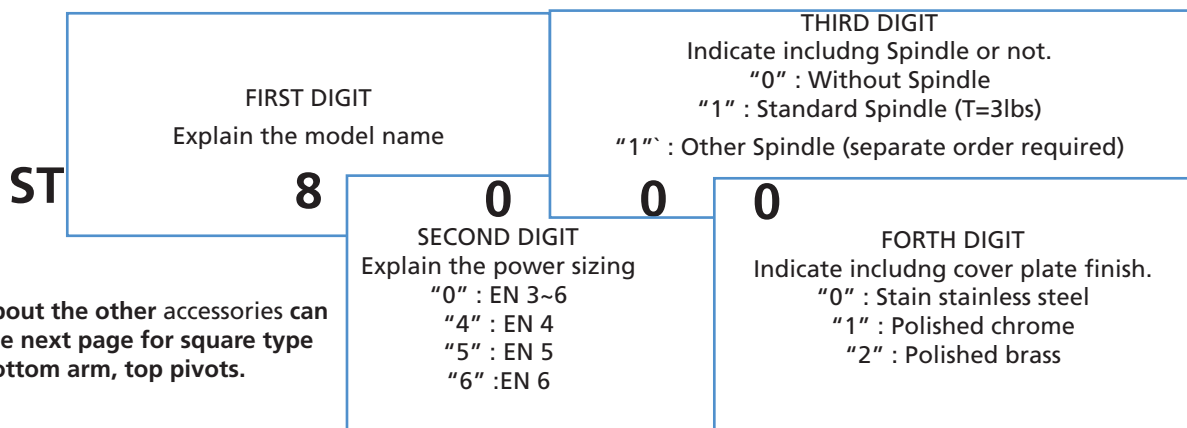 FIRST DIGIT
Explain the model name
THIRD DIGIT
Indicate includng Spindle or not.
“0” : Without Spindle
“1” : Standard Spindle (T=3lbs)
“1”` : Other Spindle (separate order required)
ST 8 0 0 0
SECOND DIGIT
Explain the power sizing
“0” : EN 3~6
“4” : EN 4
“5” : EN 5
“6” :EN 6
FORTH DIGIT
Indicate includng cover plate finish.
“0” : Stain stainless steel
“1” : Polished chrome
“2” : Polished brass
the other accessories can
next page for square type
arm, top pivots.